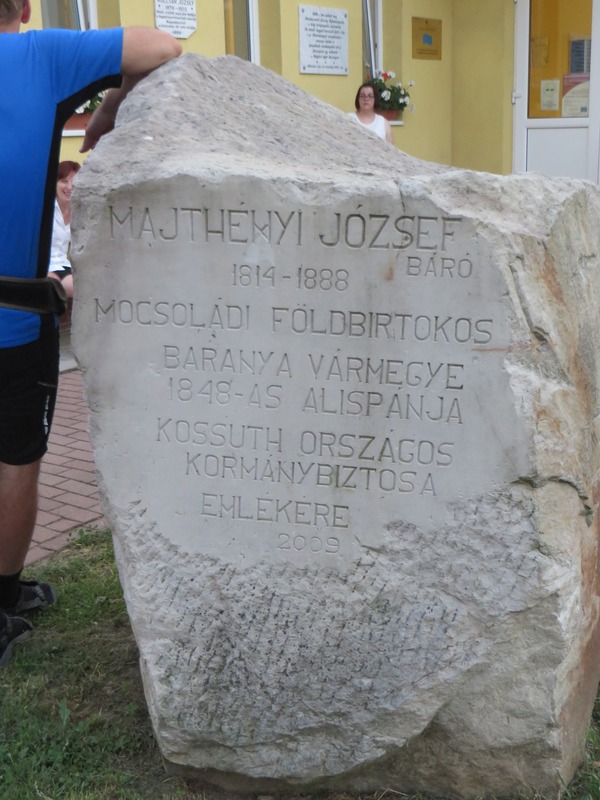 MAJTHÉNYI JÓZSEF
BÁRÓ
1814-1888
MOCSOLÁDI FÖLDBIRTOKOS
BARANYA VÁRMEGYE
1848-AS ALISPÁNJA
KOSSUTH ORSZÁGOS
KORMÁNYBIZTOSA
EMLÉKÉRE
2009